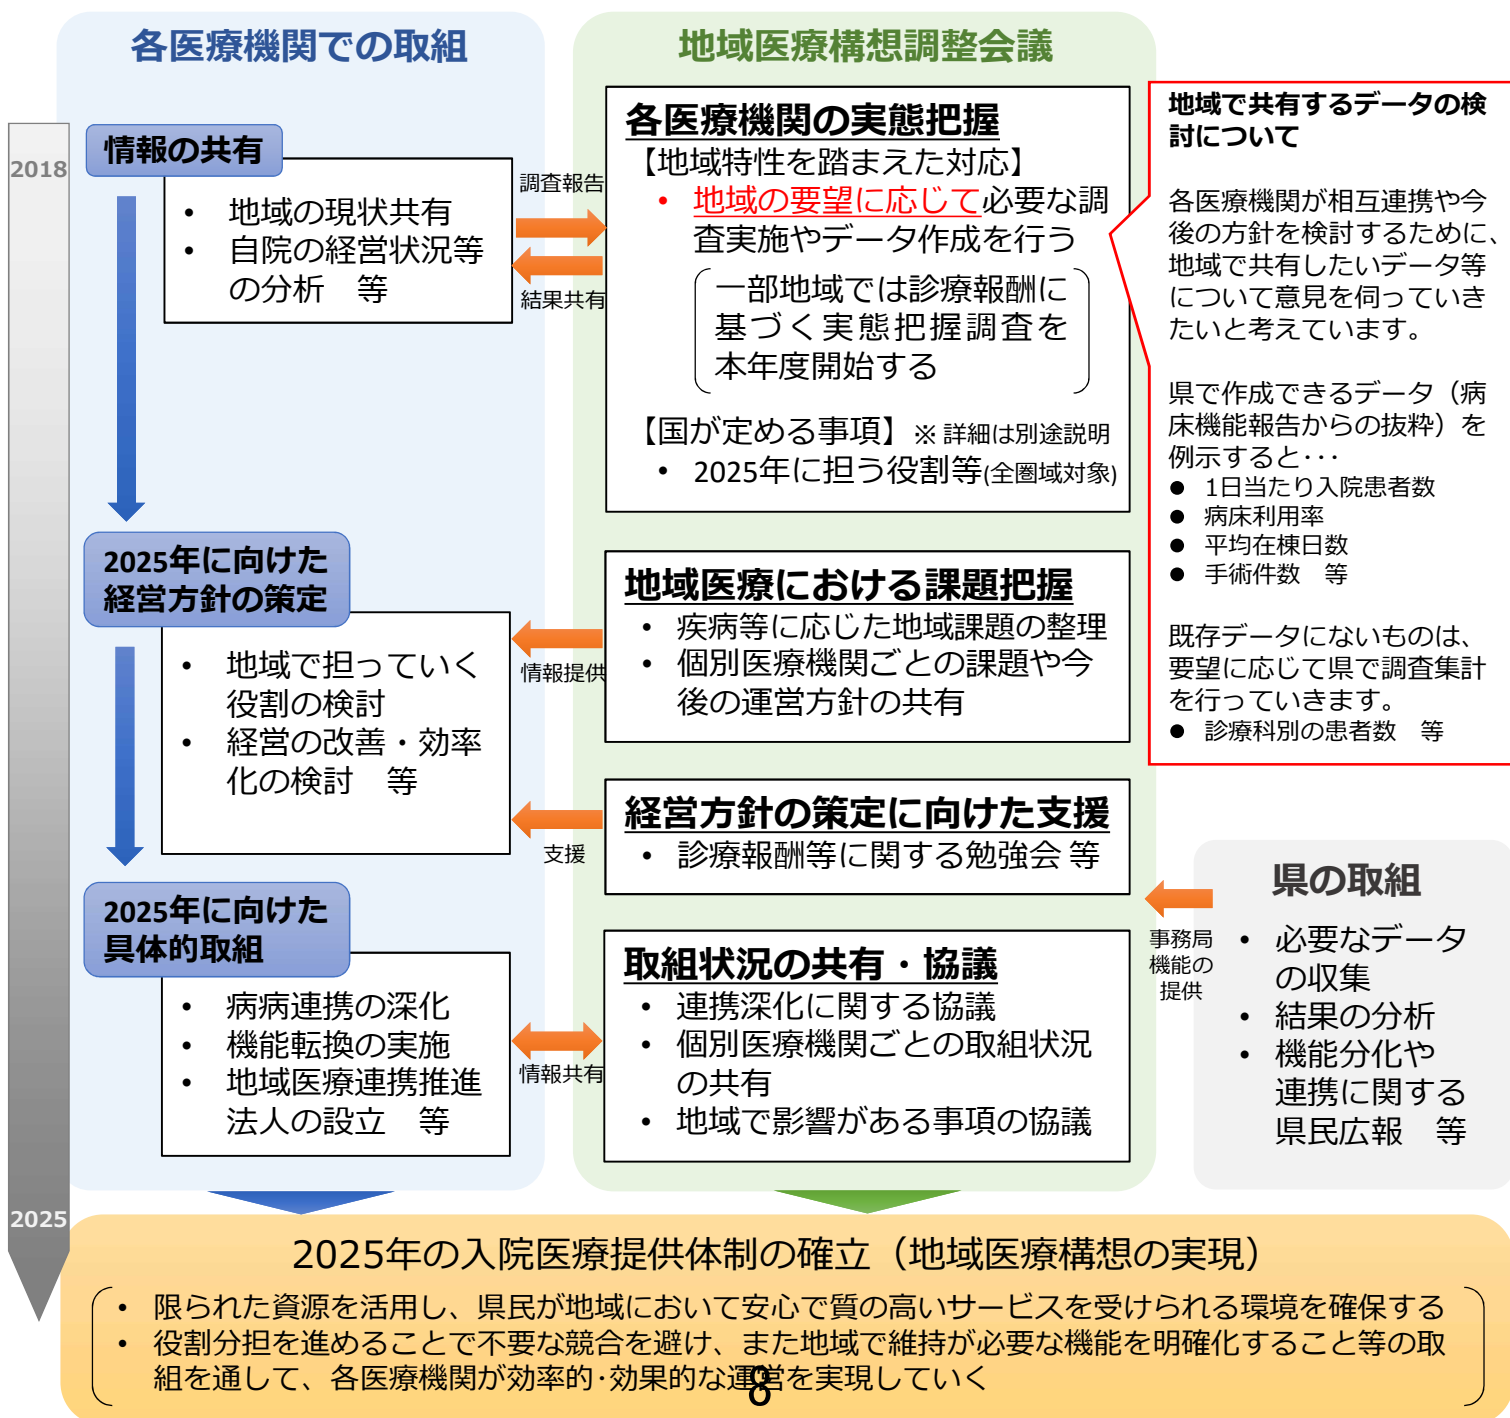 各医療機関での取組
2018
情報の共有
• 地域の現状共有
• 自院の経営状況等
の分析　等
調査報告
結果共有
2025年に向けた
経営方針の策定
• 地域で担っていく
役割の検討
• 経営の改善・効率
化の検討　等
情報提供
支援
2025年に向けた
具体的取組
• 病病連携の深化
• 機能転換の実施
• 地域医療連携推進
法人の設立　等
情報共有
地域医療構想調整会議
各医療機関の実態把握
【地域特性を踏まえた対応】
• 地域の要望に応じて必要な調
査実施やデータ作成を行う
一部地域では診療報酬に
基づく実態把握調査を
本年度開始する
【国が定める事項】※ 詳細は別途説明
• 2025年に担う役割等(全圏域対象)
地域医療における課題把握
• 疾病等に応じた地域課題の整理
• 個別医療機関ごとの課題や今
後の運営方針の共有
経営方針の策定に向けた支援
• 診療報酬等に関する勉強会 等
取組状況の共有・協議
• 連携深化に関する協議
• 個別医療機関ごとの取組状況
の共有
• 地域で影響がある事項の協議
地域で共有するデータの検
討について
各医療機関が相互連携や今
後の方針を検討するために、
地域で共有したいデータ等
について意見を伺っていき
たいと考えています。
県で作成できるデータ（病
床機能報告からの抜粋）を
例示すると･･･
● 1日当たり入院患者数
● 病床利用率
● 平均在棟日数
● 手術件数　等
既存データにないものは、
要望に応じて県で調査集計
を行っていきます。
● 診療科別の患者数　等
県の取組
事務局
機能の
提供
• 必要なデータ
の収集
• 結果の分析
• 機能分化や
連携に関する
県民広報　等
2025
2025年の入院医療提供体制の確立（地域医療構想の実現）
• 限られた資源を活用し、県民が地域において安心で質の高いサービスを受けられる環境を確保する
• 役割分担を進めることで不要な競合を避け、また地域で維持が必要な機能を明確化すること等の取
組を通して、各医療機関が効率的･効果的な運営を実現していく
8